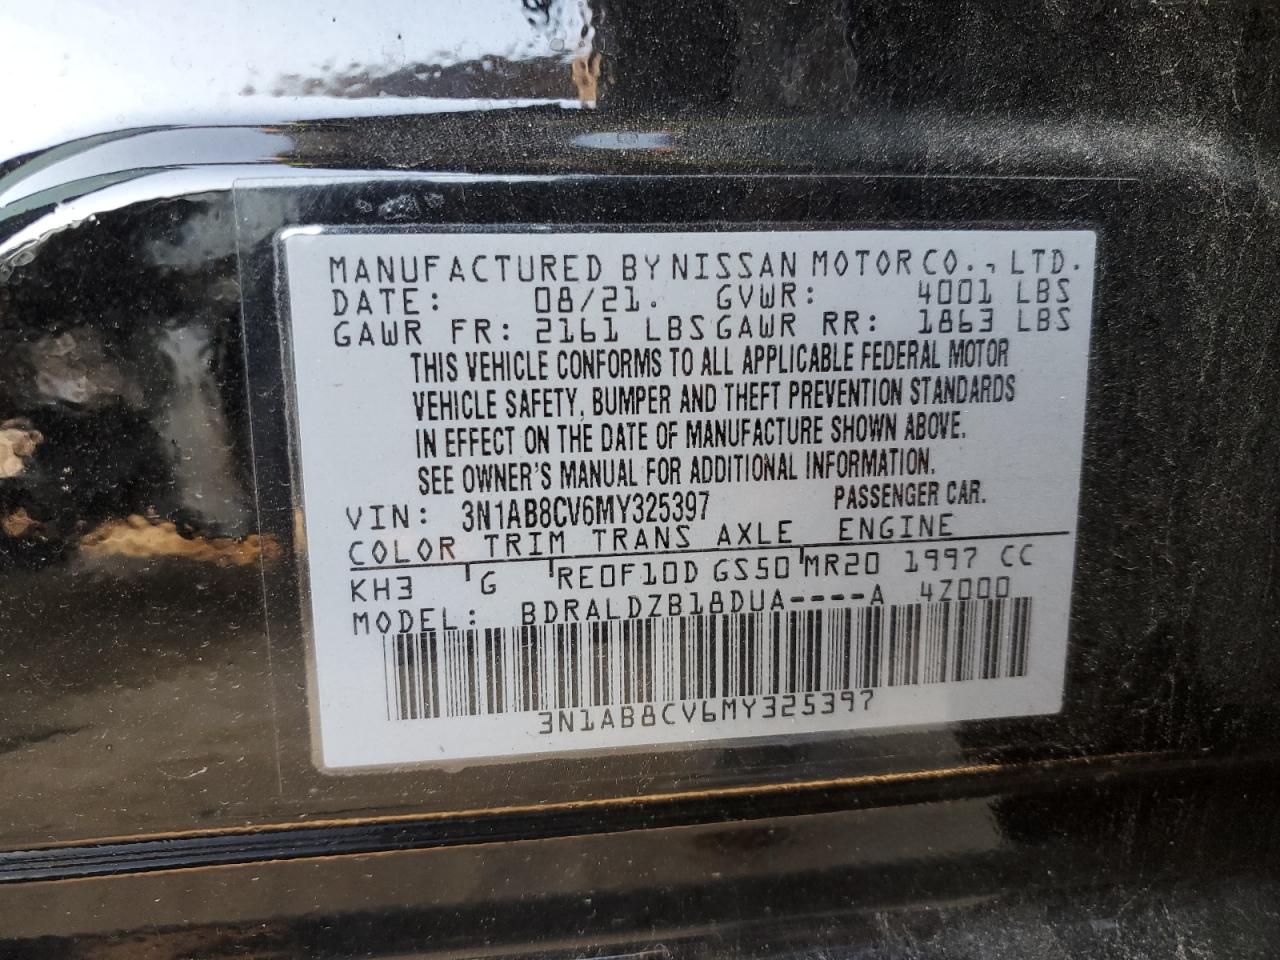 MANUFACTURED BY NISSAN MOTOR CO., LTD.
DATE: 08/21. GVWR: 4001 LBS
GAWR FR: 2161 LBS GAWR RR: 1863 LBS
THIS VEHICLE CONFORMS TO ALL APPLICABLE FEDERAL MOTOR
VEHICLE SAFETY, BUMPER AND THEFT PREVENTION STANDARDS
IN EFFECT ON THE DATE OF MANUFACTURE SHOWN ABOVE.
SEE OWNER'S MANUAL FOR ADDITIONAL INFORMATION.
VIN: 3N1AB8CV6MY325397 PASSENGER CAR.
COLOR TRIM TRANS AXLE ENGINE
KH3 G RE0F10D GS50 MR20 1997 CC
MODEL: BDRALDZB18DUA----A 4Z000
3N1AB8CV6MY325397